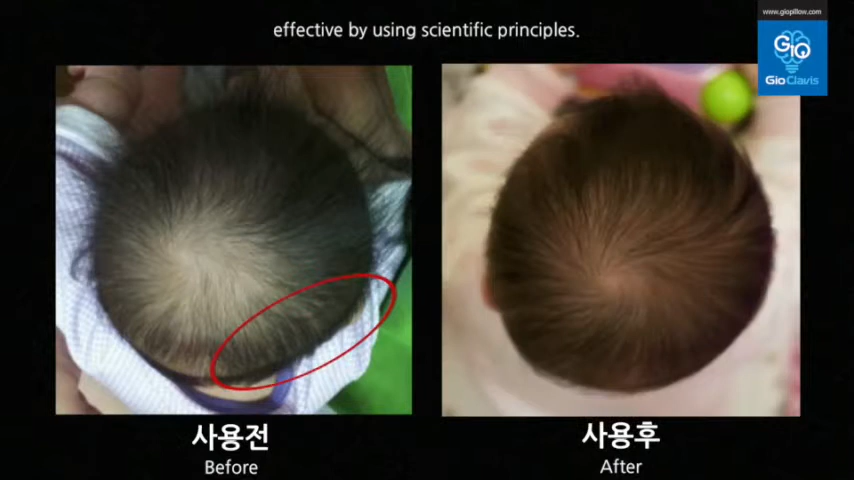 effective by using scientific principles.
www.giopillow.com
GiO
GioClavis
사용전
Before
사용후
After